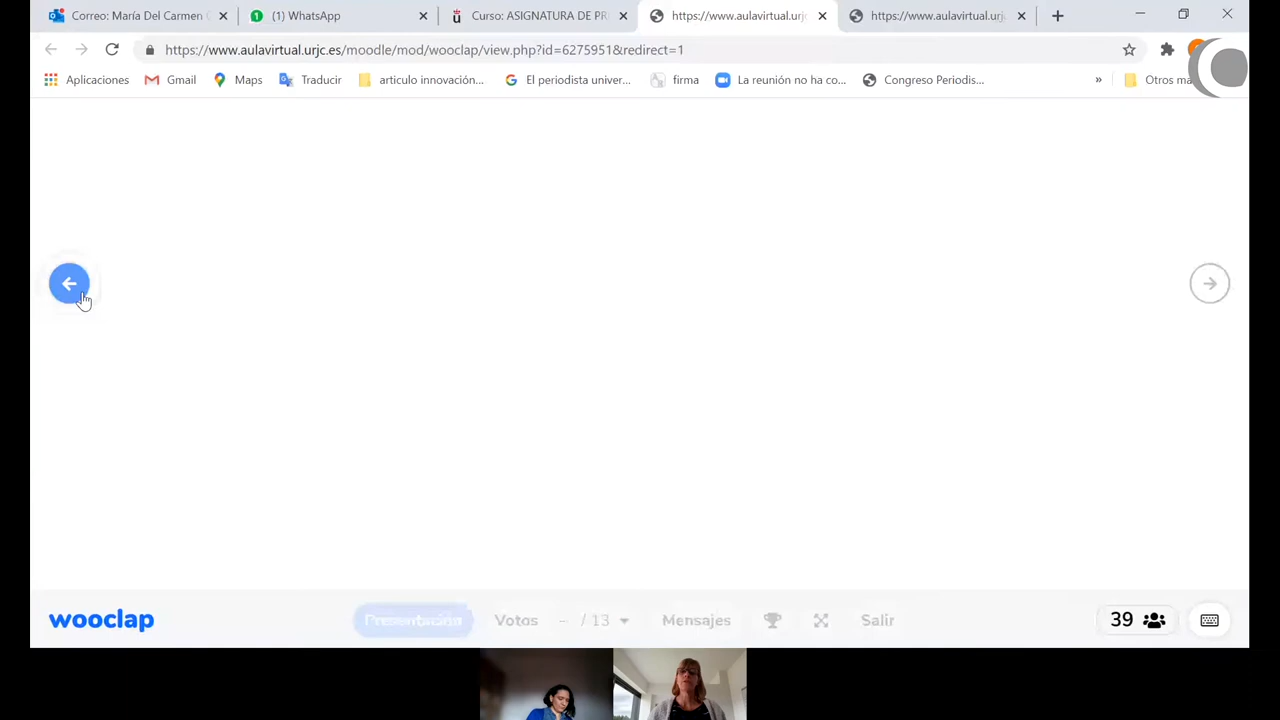 Correo: María Del Carmen
(1) WhatsApp
Curso: ASIGNATURA DE PR
https://www.aulavirtual.urj
https://www.aulavirtual.urj
https://www.aulavirtual.urjc.es/moodle/mod/wooclap/view.php?id=6275951&redirect=1
Aplicaciones
Gmail
Maps
Traducir
articulo innovación...
El periodista univer...
firma
La reunión no ha co...
Congreso Periodis...
»
Otros
wooclap
Presentación
Votos
- / 13
Mensajes
Salir
39